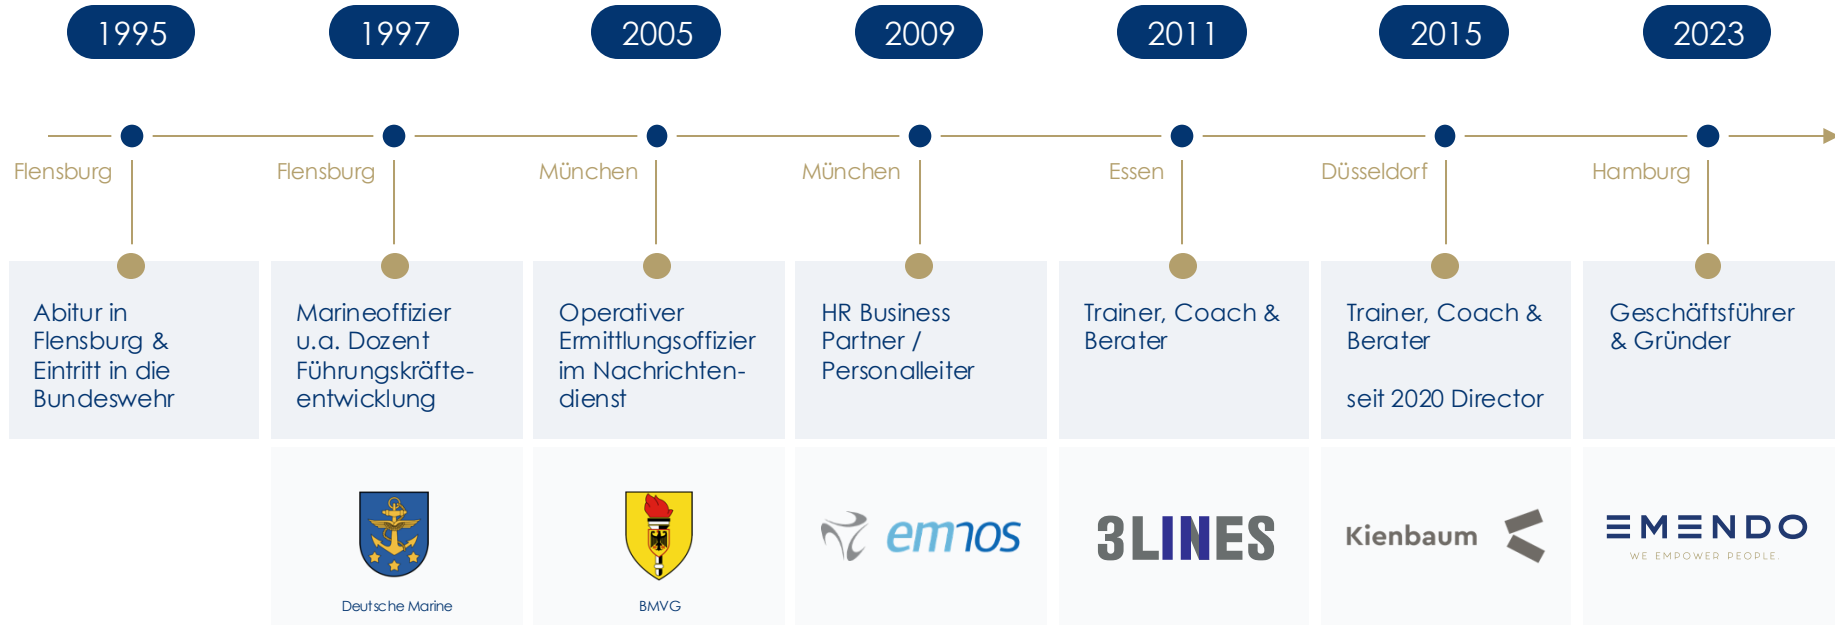 1995
1997
2005
2009
2011
2015
2023
Flensburg
Flensburg
München
München
Essen
Düsseldorf
Hamburg
Abitur in
Flensburg &
Eintritt in die
Bundeswehr
Marineoffizier
u.a. Dozent
Führungskräfte-
entwicklung
Operativer
Ermittlungsoffizier
im Nachrichten-
dienst
HR Business
Partner /
Personalleiter
Trainer, Coach &
Berater
Trainer, Coach &
Berater
seit 2020 Director
Geschäftsführer
& Gründer
Deutsche Marine
BMVG
emnos
3LINES
Kienbaum
EMENDO
WE EMPOWER PEOPLE.